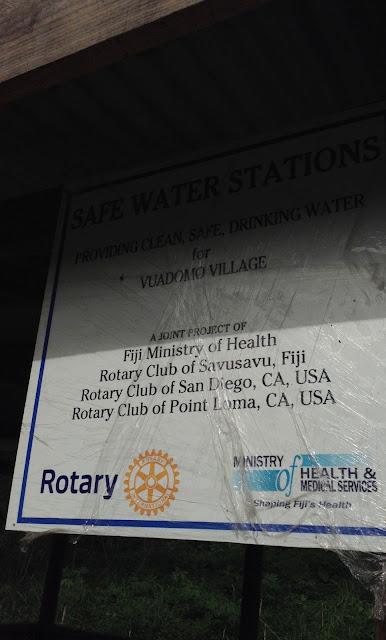 SAFE WATER STATIONS
PROVIDING CLEAN, SAFE, DRINKING WATER
for
VUADOMO VILLAGE
A JOINT PROJECT OF
Fiji Ministry of Health
Rotary Club of Savusavu, Fiji
Rotary Club of San Diego, CA, USA
Rotary Club of Point Loma, CA, USA
Rotary
ROTARY
INTERNATIONAL
MINISTRY
of HEALTH &
MEDICAL SERVICES
Shaping Fiji's Health